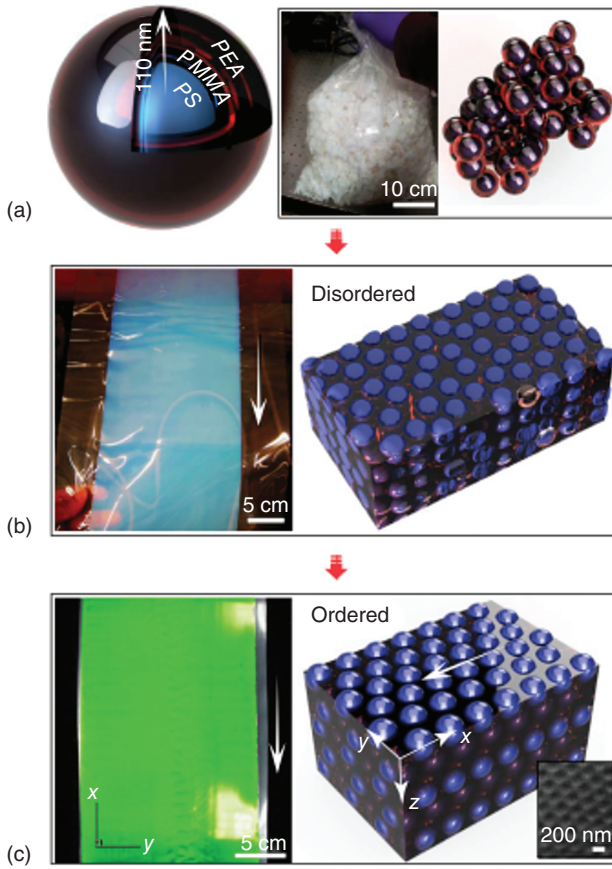 110 nm
PEA
PMMA
PS
10 cm
(a)
Disordered
5 cm
(b)
Ordered
x
y
5 cm
y
x
z
200 nm
(c)